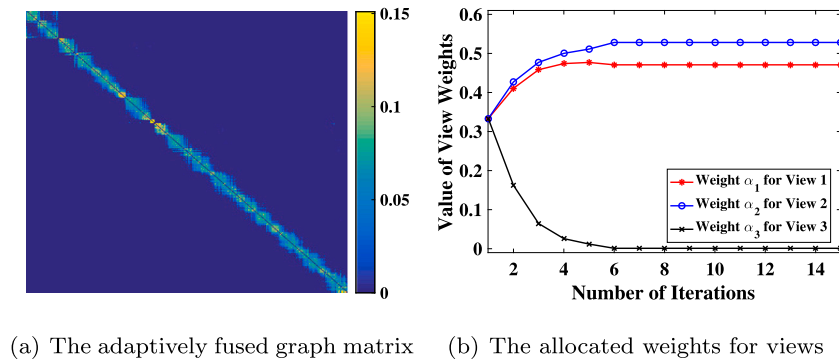 0.15
0.1
0.05
0
Value of View Weights
0.6
0.5
0.4
0.3
0.2
0.1
0
Weight α1 for View 1
Weight α2 for View 2
Weight α3 for View 3
2 4 6 8 10 12 14
Number of Iterations
(a) The adaptively fused graph matrix
(b) The allocated weights for views